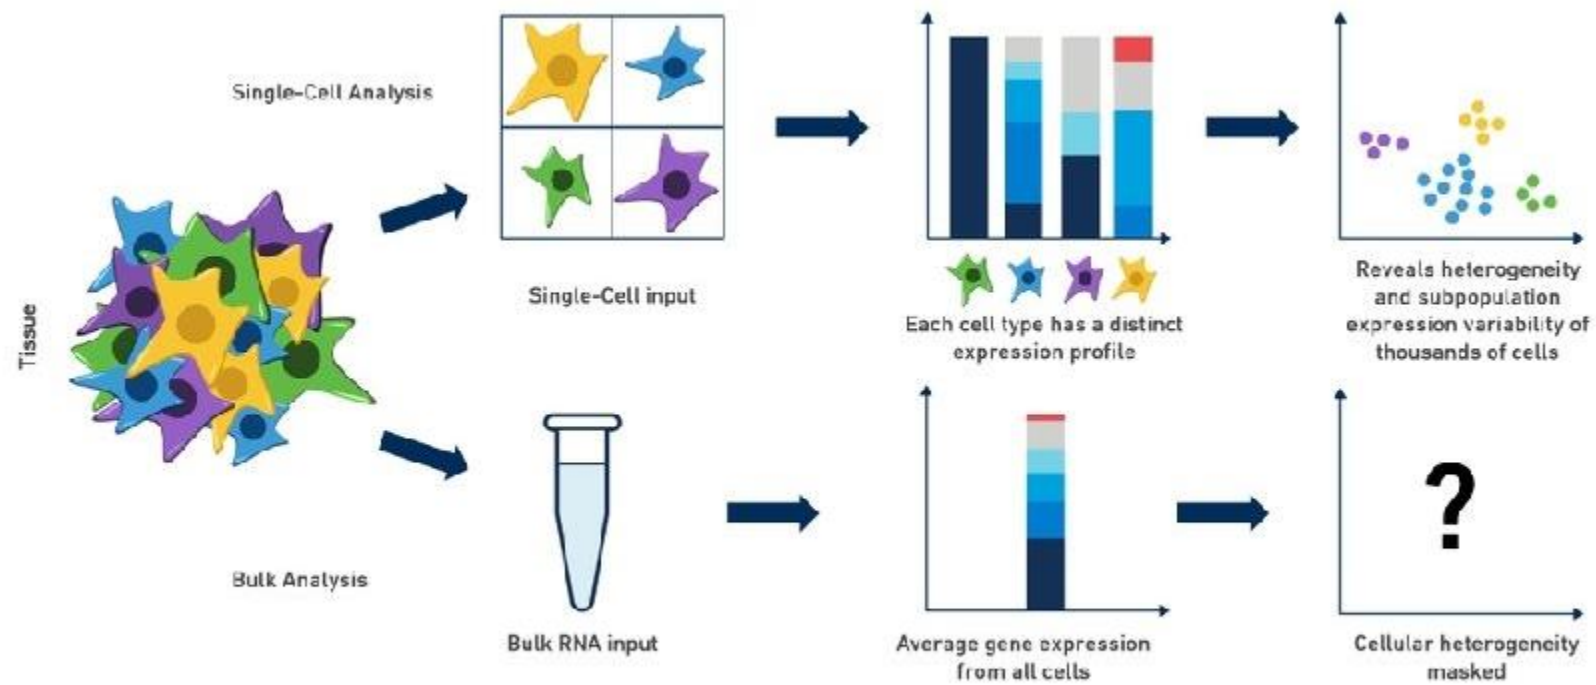 Tissue
Single-Cell Analysis
Single-Cell input
Each cell type has a distinct
expression profile
Reveals heterogeneity
and subpopulation
expression variability of
thousands of cells
Bulk Analysis
Bulk RNA input
Average gene expression
from all cells
?
Cellular heterogeneity
masked